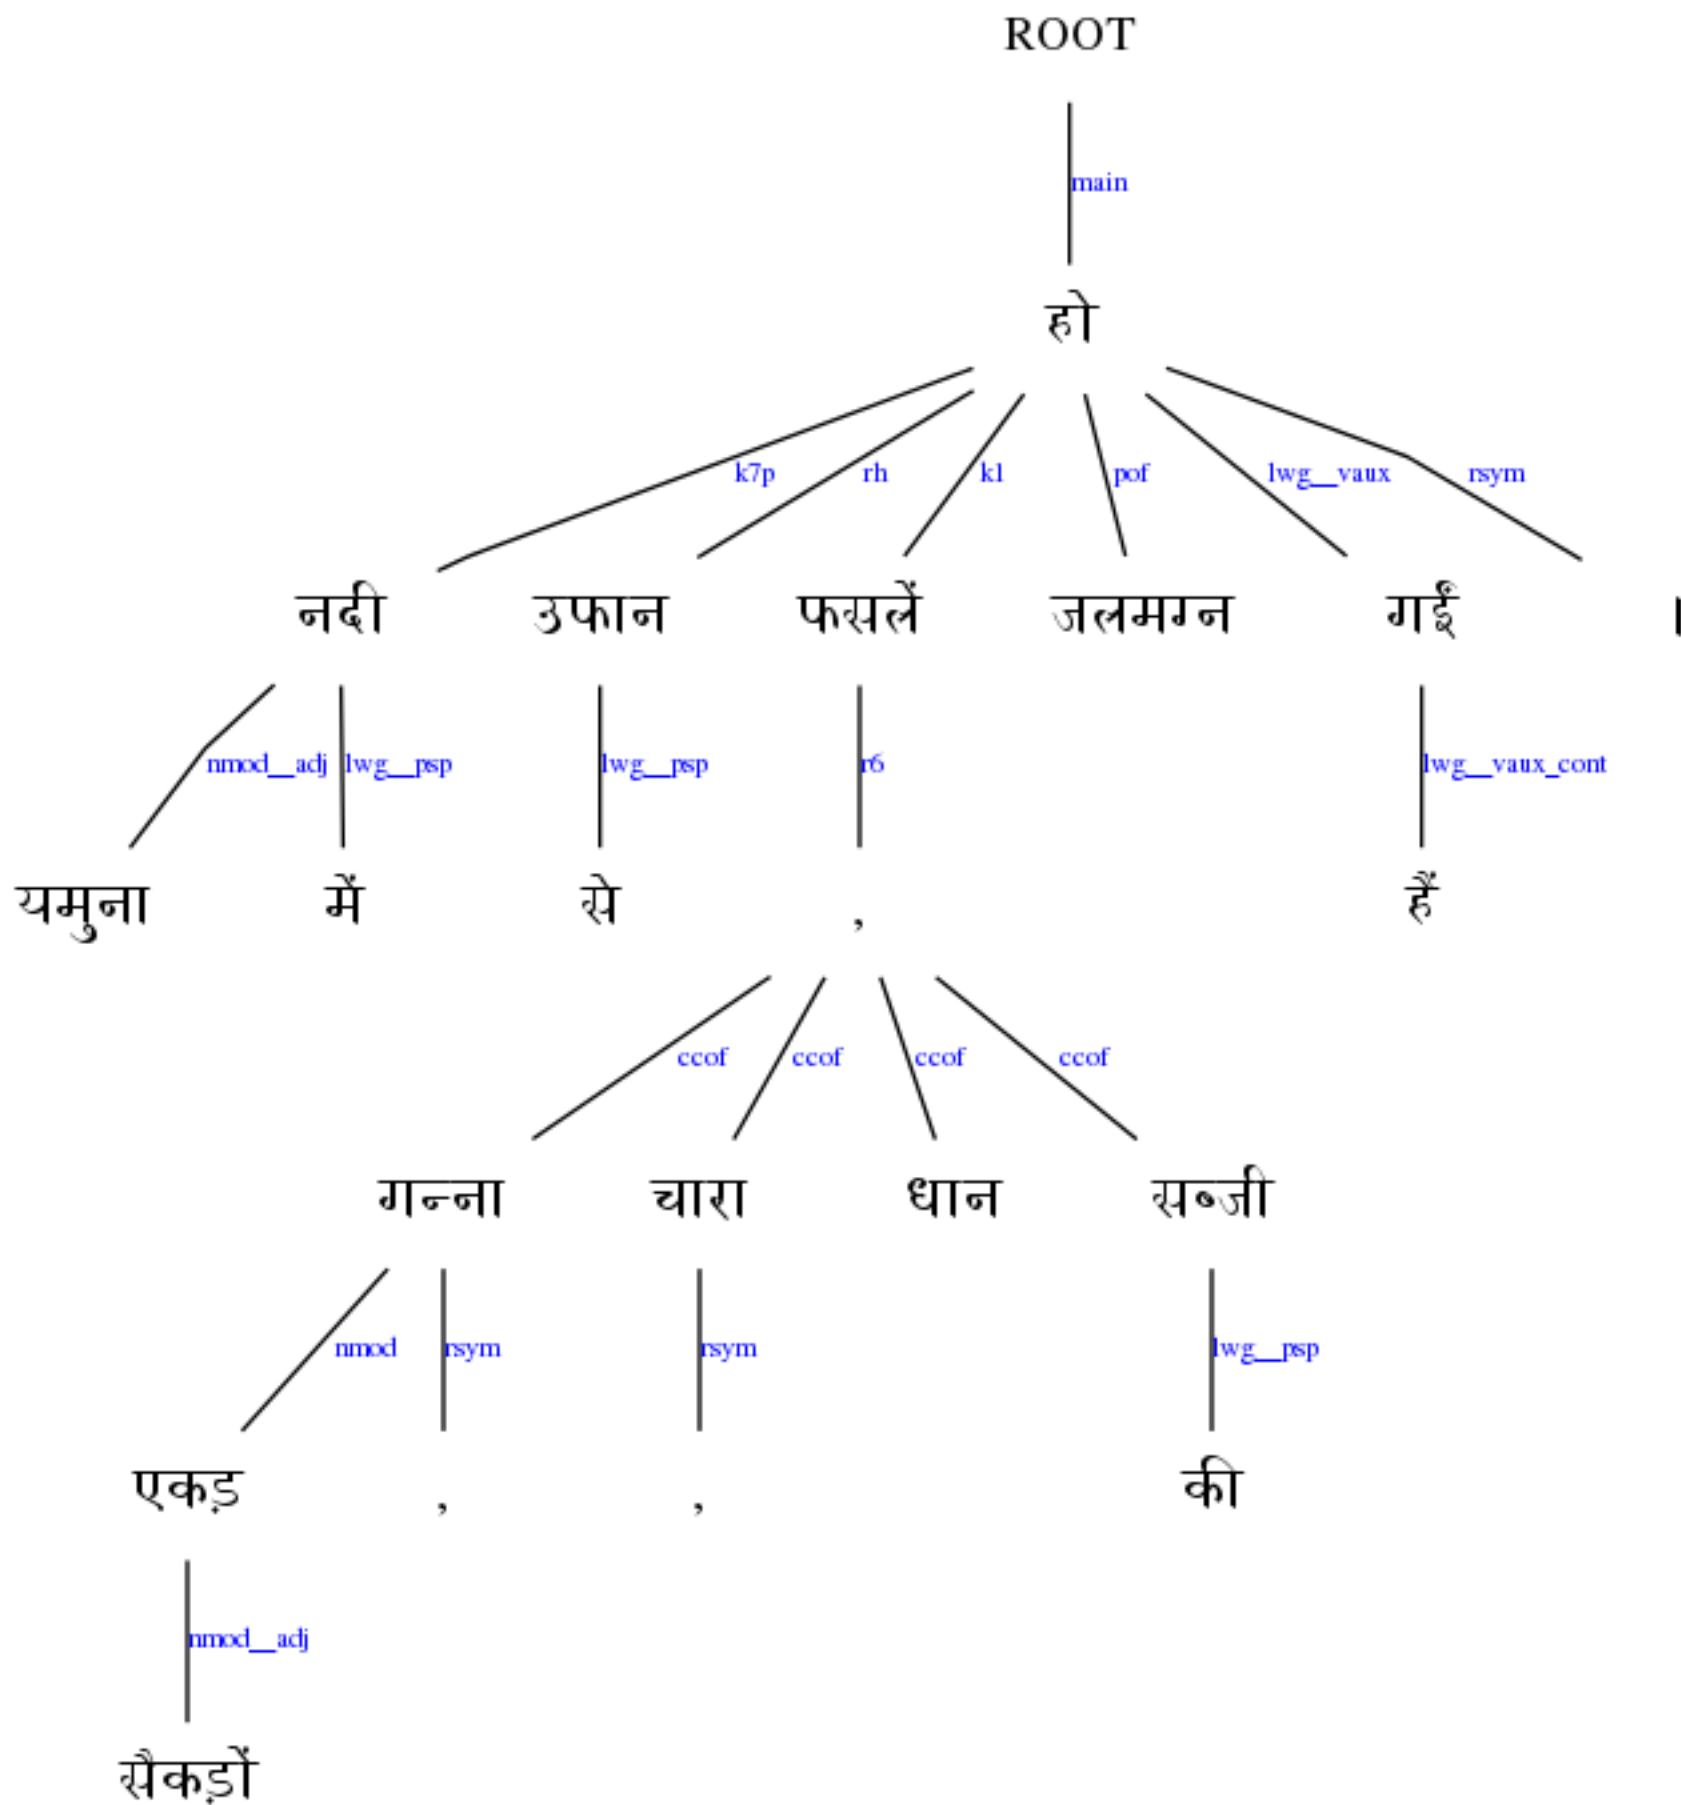 ROOT
main
हो
k7p rh k1 pof lwg__vaux rsym
नदी उफान फसलें जलमग्न गईं ।
nmod__adj lwg__psp lwg__psp r6 lwg__vaux_cont
यमुना में से , हैं
ccof ccof ccof ccof
गन्ना चारा धान सब्जी
nmod rsym rsym lwg__psp
एकड़ , , की
nmod__adj
सैकड़ों